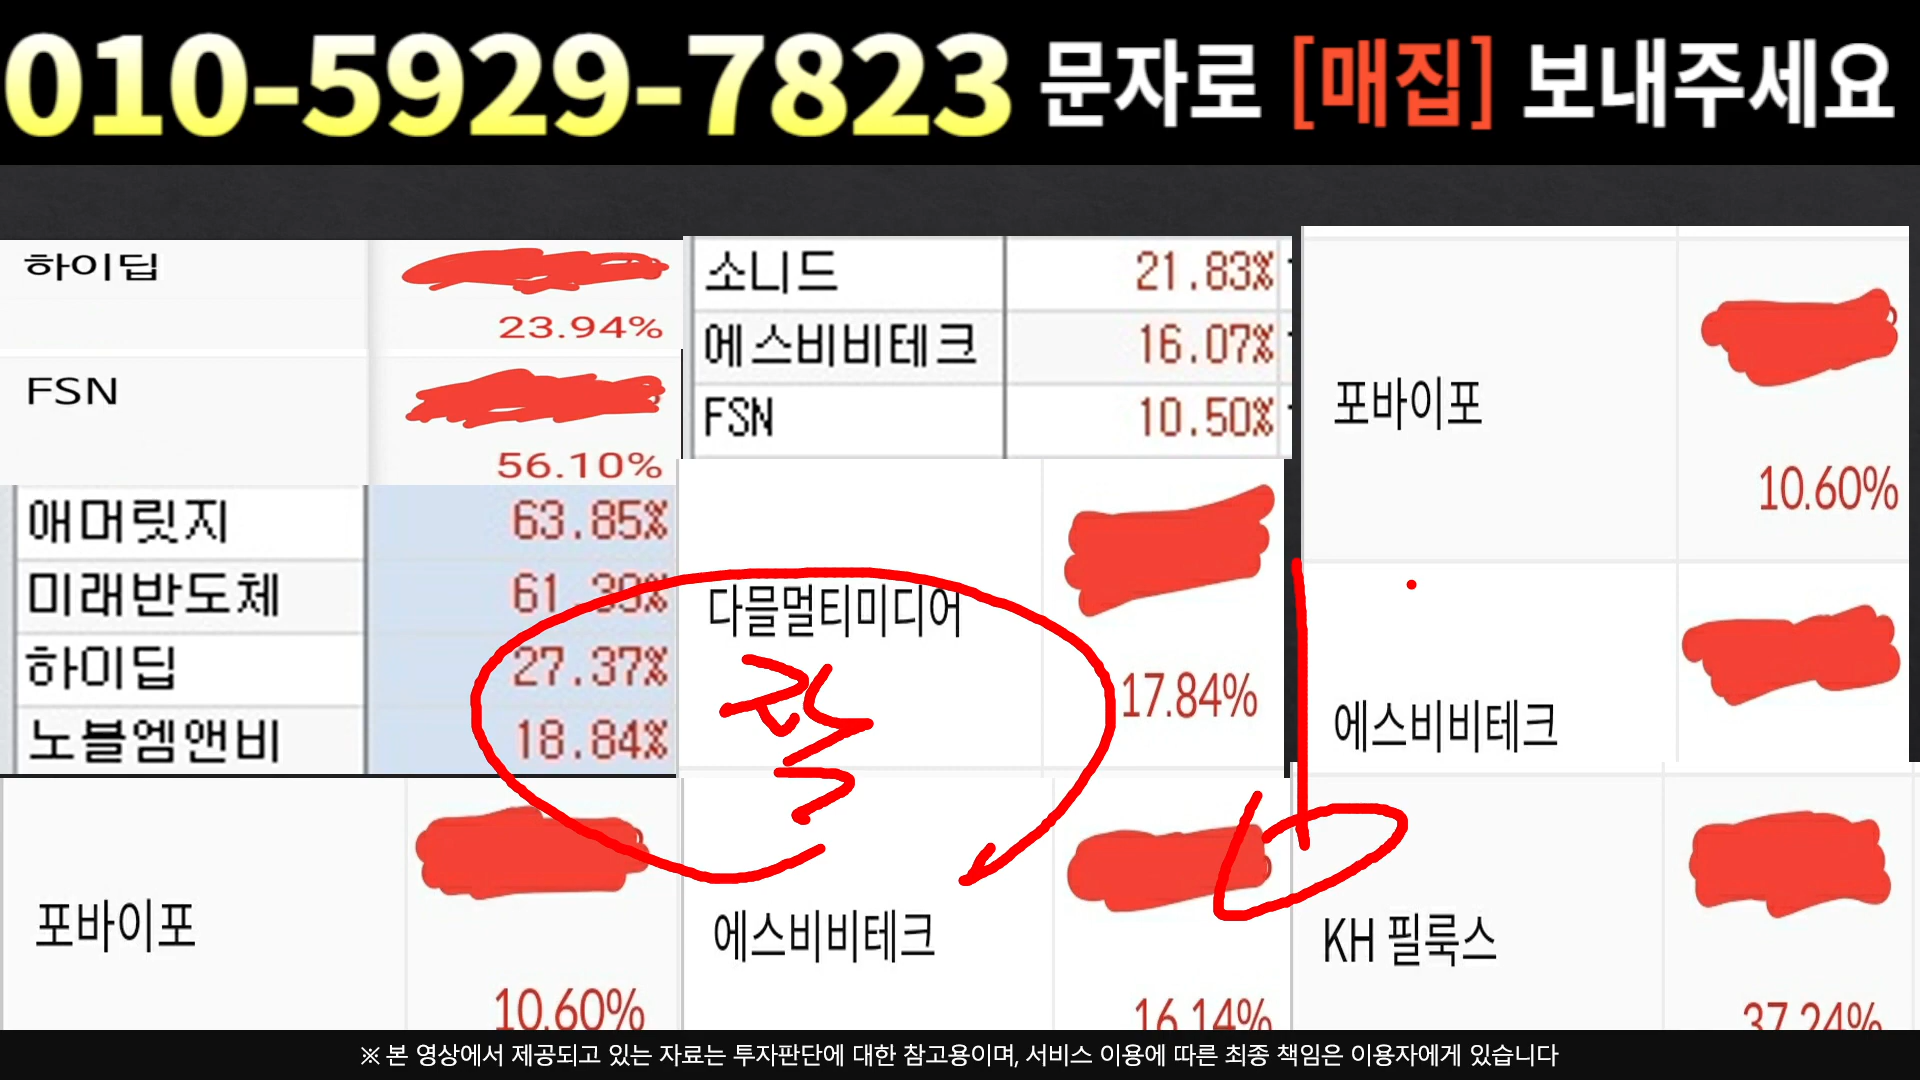 010-5929-7823 문자로 [매집] 보내주세요
하이딥
23.94%
FSN
56.10%
애머릿지 63.85%
미래반도체 61.39%
하이딥 27.37%
노블엠앤비 18.84%
소니드 21.83%
에스비비테크 16.07%
FSN 10.50%
다믈멀티미디어
17.84%
포바이포
10.60%
에스비비테크
포바이포
10.60%
에스비비테크
16.14%
KH 필룩스
37.24%
※ 본 영상에서 제공되고 있는 자료는 투자판단에 대한 참고용이며, 서비스 이용에 따른 최종 책임은 이용자에게 있습니다